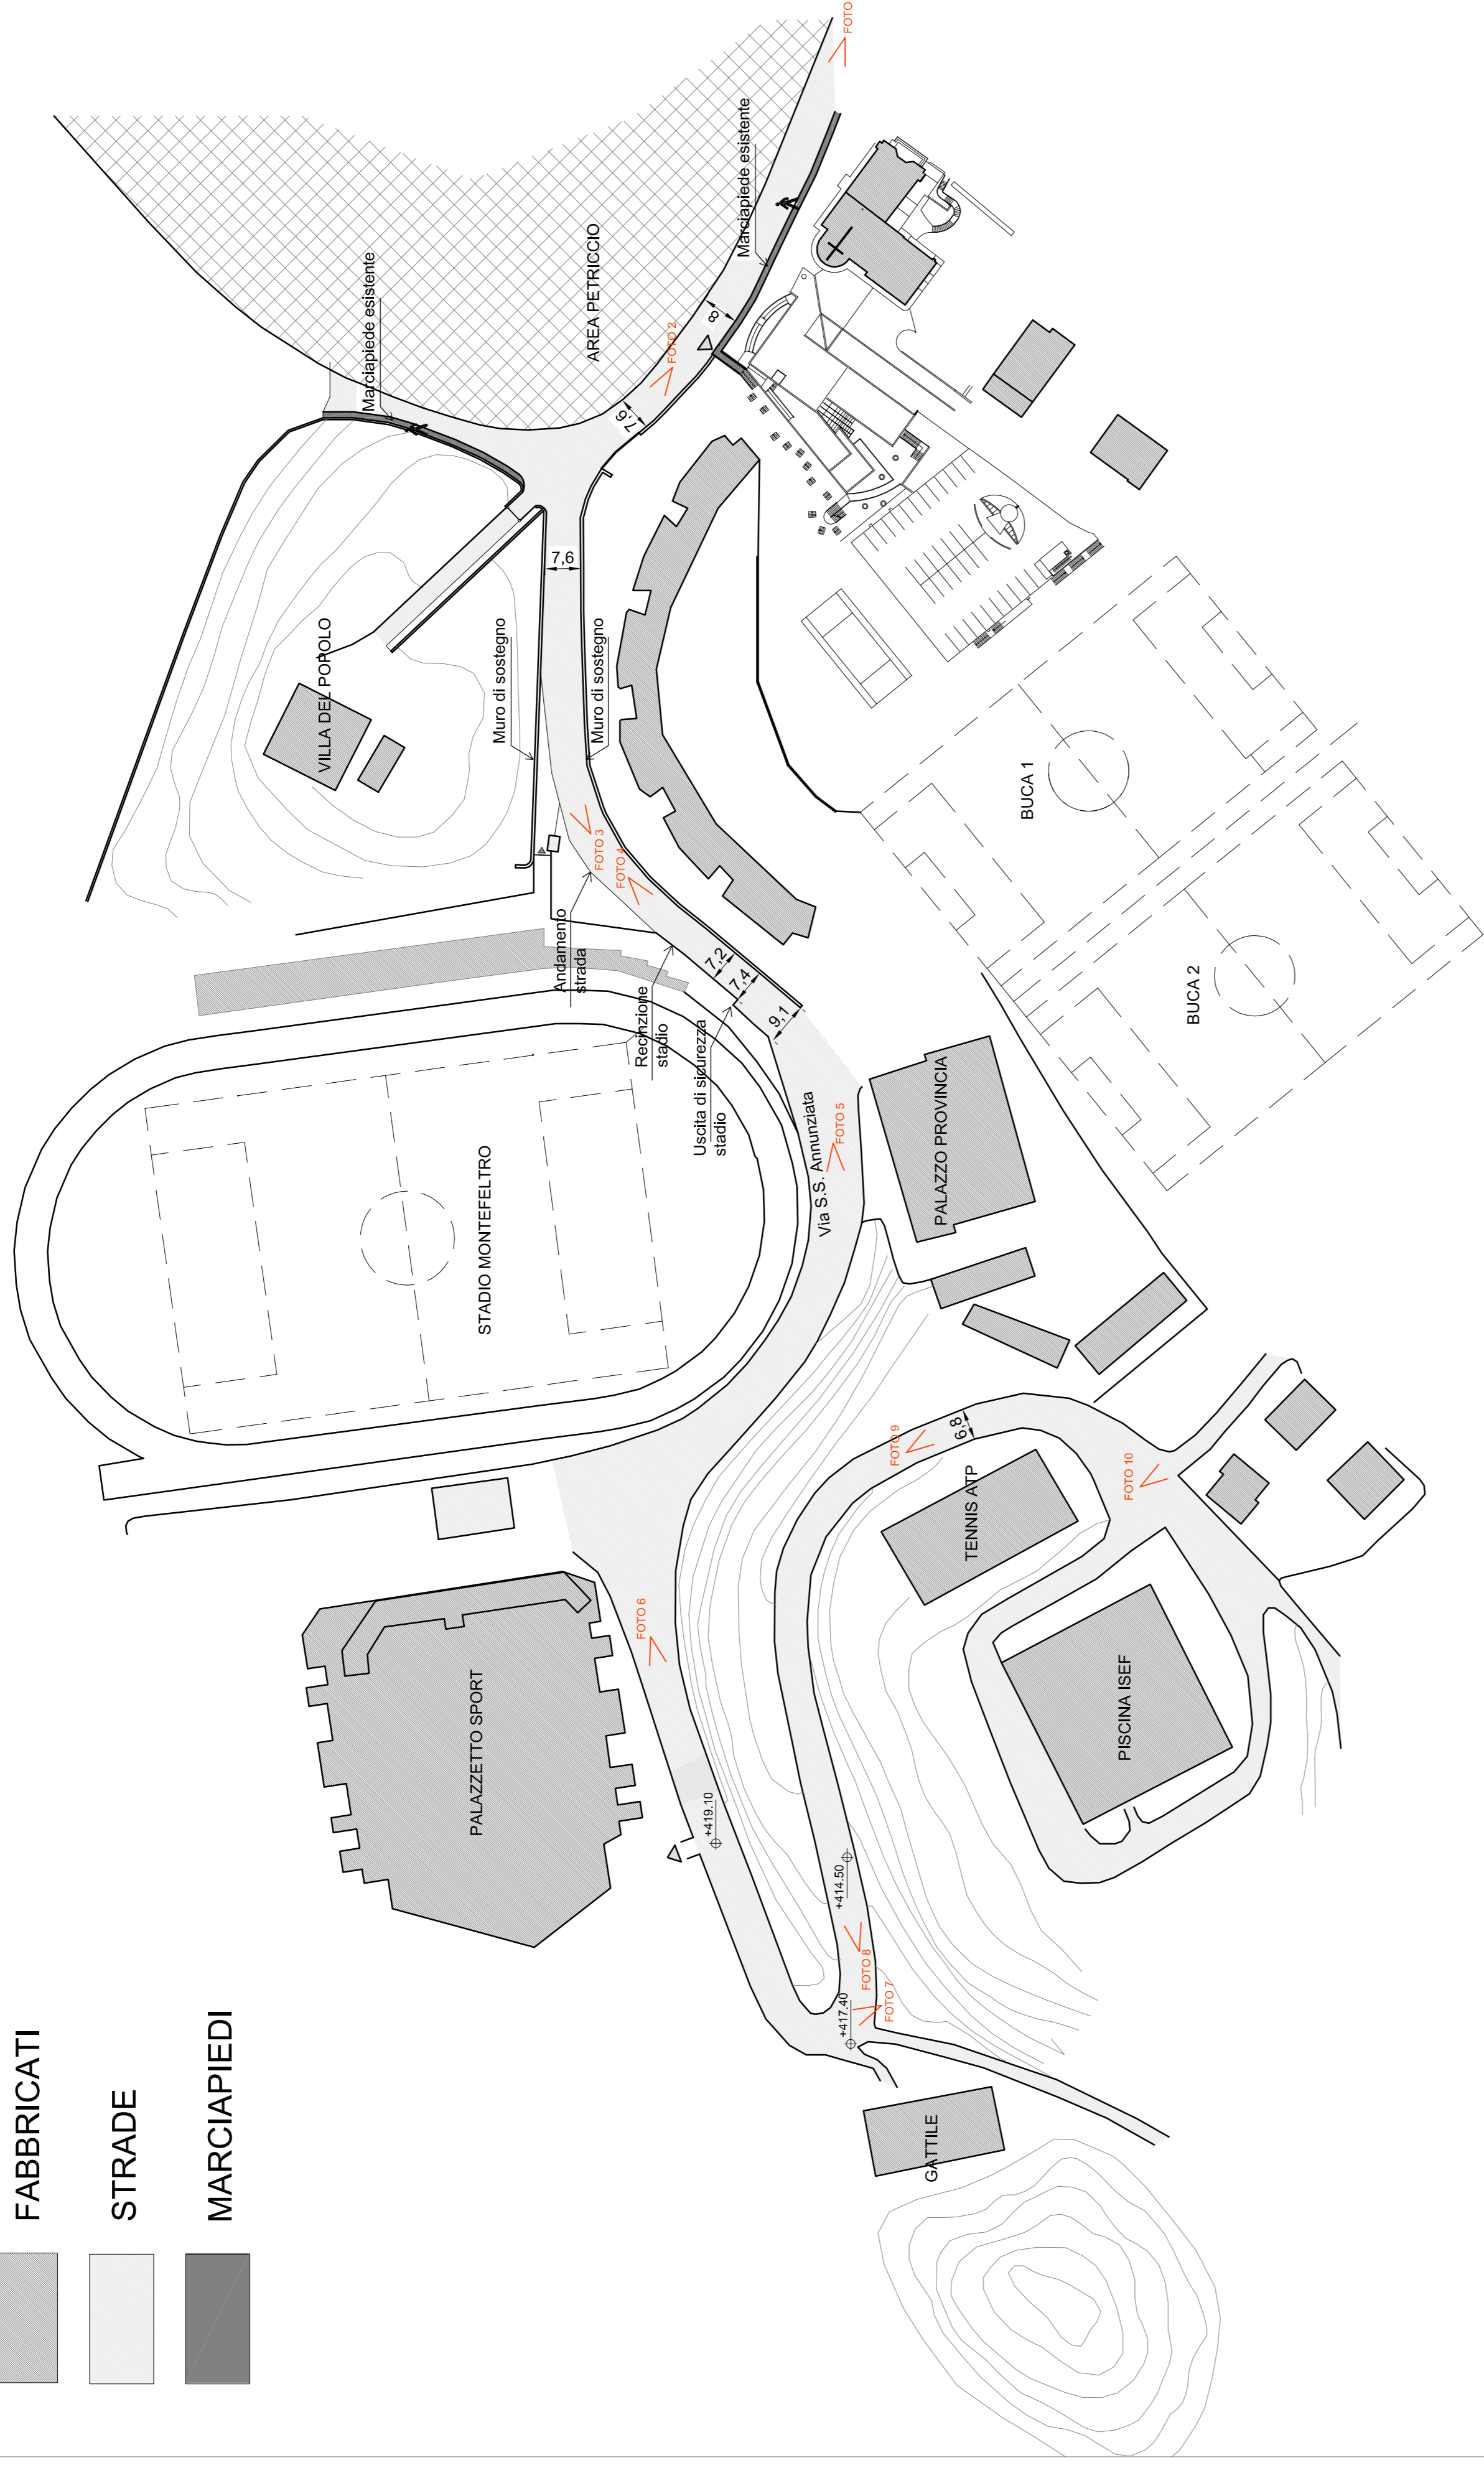 FABBRICATI
STRADE
MARCIAPIEDI
STADIO MONTEFELTRO
PALAZZETTO SPORT
VILLA DEL POPOLO
Marciapiede esistente
AREA PETRICCIO
Marciapiede esistente
FOTO
FOTO 2
8
7,6
7,6
Muro di sostegno
Muro di sostegno
FOTO 3
FOTO 4
Andamento
strada
Recinzione
stadio
Uscita di sicurezza
stadio
7,2
7,4
9,1
Via S.S. Annunziata
FOTO 5
PALAZZO PROVINCIA
BUCA 1
BUCA 2
FOTO 6
+419.10
+414.50
+417.40
FOTO 8
FOTO 7
FOTO 9
6,8
TENNIS ATP
FOTO 10
PISCINA ISEF
GATTILE